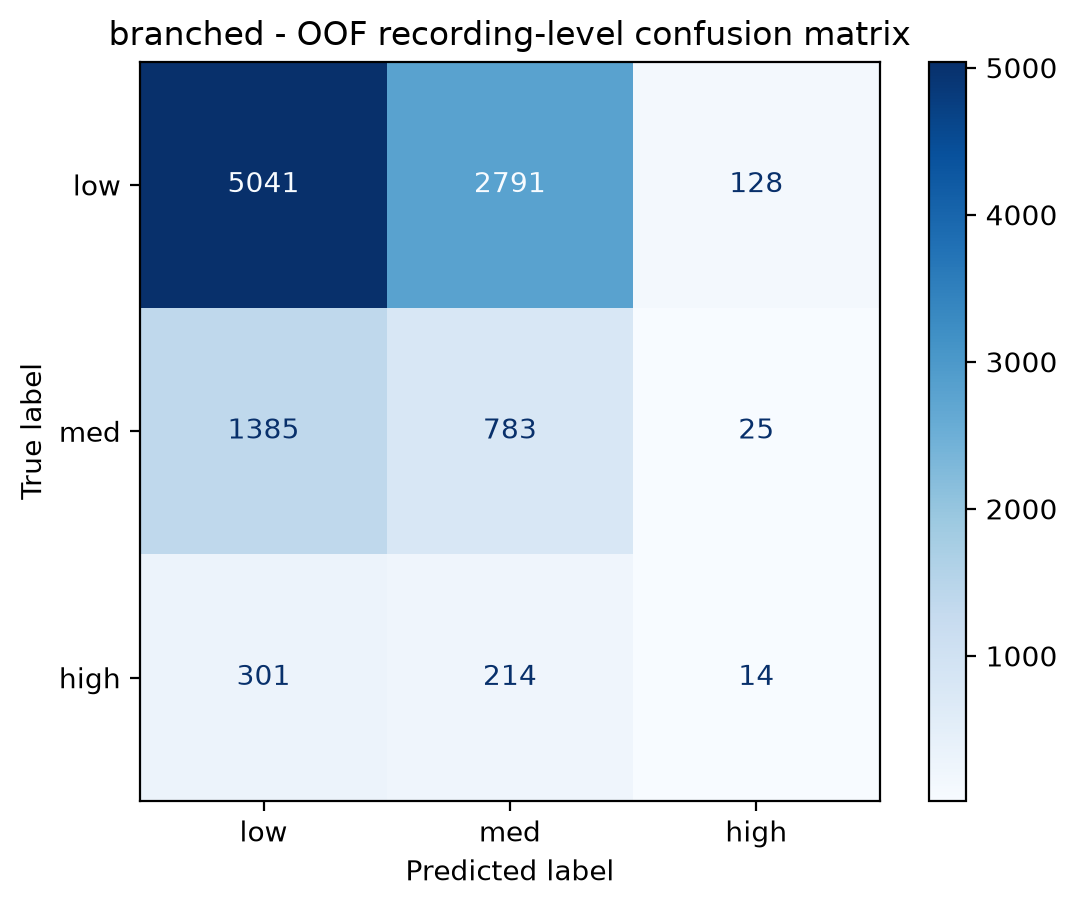 branched - OOF recording-level confusion matrix
5000
4000
3000
2000
1000
True label
low
5041 2791 128
med
1385 783 25
high
301 214 14
low med high
Predicted label